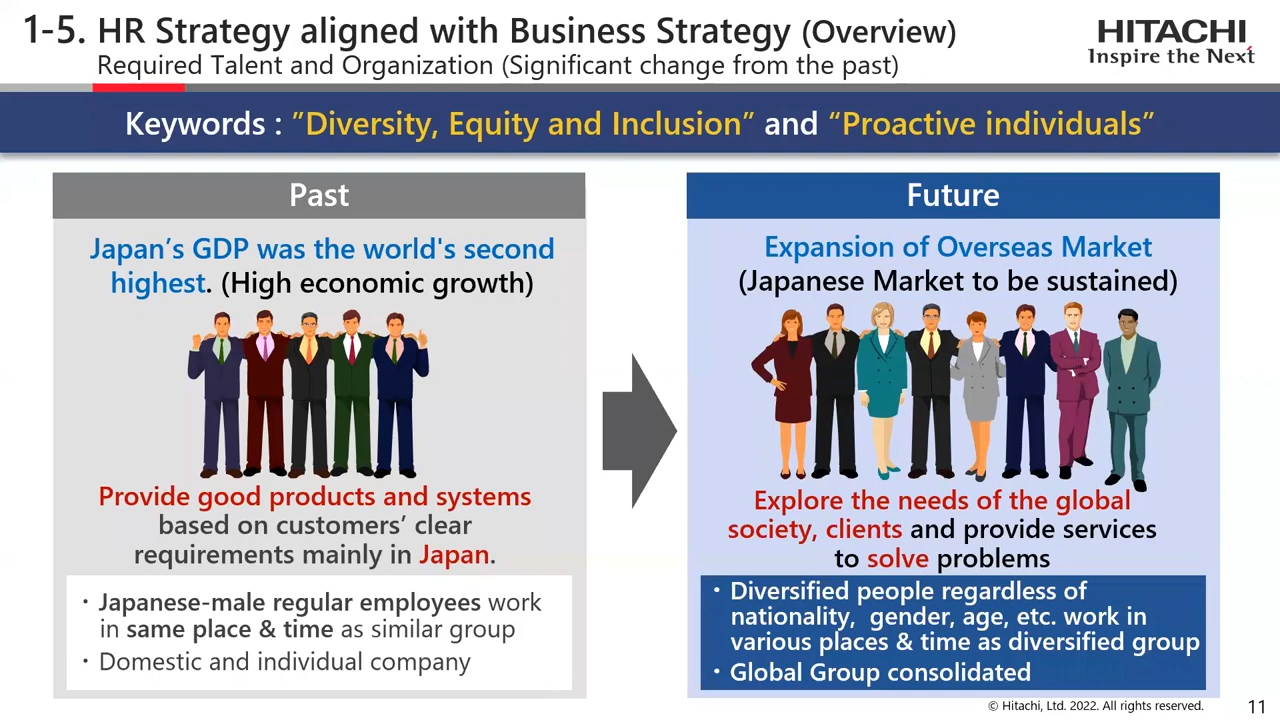 1-5. HR Strategy aligned with Business Strategy (Overview)
Required Talent and Organization (Significant change from the past)
HITACHI
Inspire the Next
Keywords : ”Diversity, Equity and Inclusion” and “Proactive individuals”
Past
Japan’s GDP was the world's second
highest. (High economic growth)
Provide good products and systems
based on customers’ clear
requirements mainly in Japan.
・Japanese-male regular employees work
in same place & time as similar group
・Domestic and individual company
Future
Expansion of Overseas Market
(Japanese Market to be sustained)
Explore the needs of the global
society, clients and provide services
to solve problems
・Diversified people regardless of
nationality, gender, age, etc. work in
various places & time as diversified group
・Global Group consolidated
© Hitachi, Ltd. 2022. All rights reserved.
11